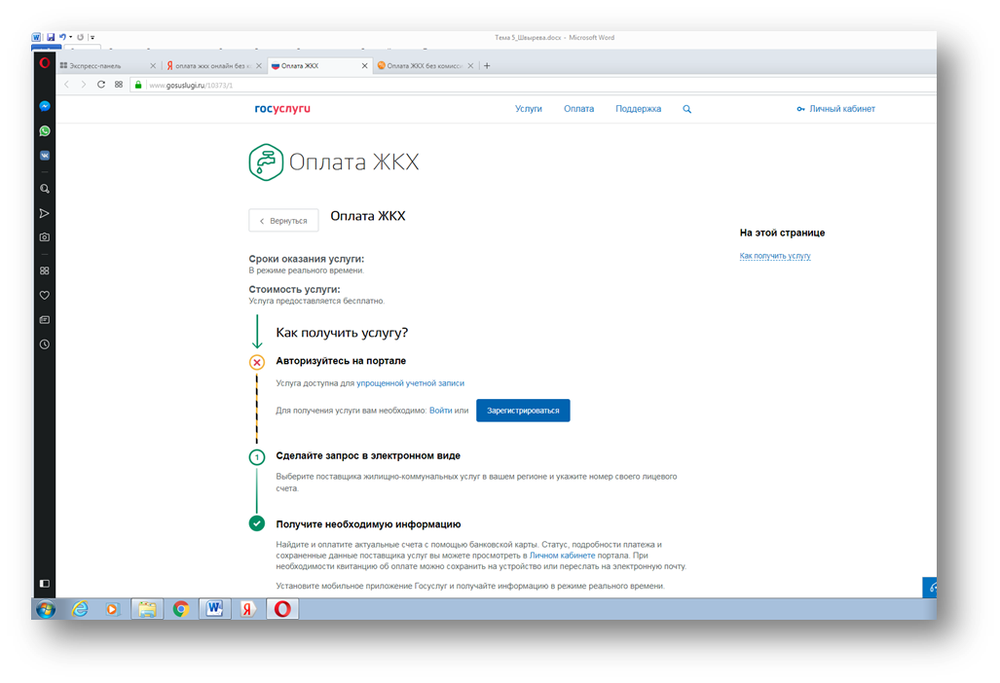 Тема 5_Швырева.docx - Microsoft Word
Экспресс-панель
оплата жкх онлайн без к
Оплата ЖКХ
Оплата ЖКХ без комисс
www.gosuslugi.ru/10373/1
госуслуги
Услуги
Оплата
Поддержка
Личный кабинет
Оплата ЖКХ
Вернуться
Оплата ЖКХ
На этой странице
Как получить услугу
Сроки оказания услуги:
В режиме реального времени.
Стоимость услуги:
Услуга предоставляется бесплатно.
Как получить услугу?
Авторизуйтесь на портале
Услуга доступна для упрощенной учетной записи
Для получения услуги вам необходимо: Войти или
Зарегистрироваться
1
Сделайте запрос в электронном виде
Выберите поставщика жилищно-коммунальных услуг в вашем регионе и укажите номер своего лицевого
счета.
Получите необходимую информацию
Найдите и оплатите актуальные счета с помощью банковской карты. Статус, подробности платежа и
сохраненные данные поставщика услуг вы можете просмотреть в Личном кабинете портала. При
необходимости квитанцию об оплате можно сохранить на устройство или переслать на электронную почту.
Установите мобильное приложение Госуслуг и получайте информацию в режиме реального времени.